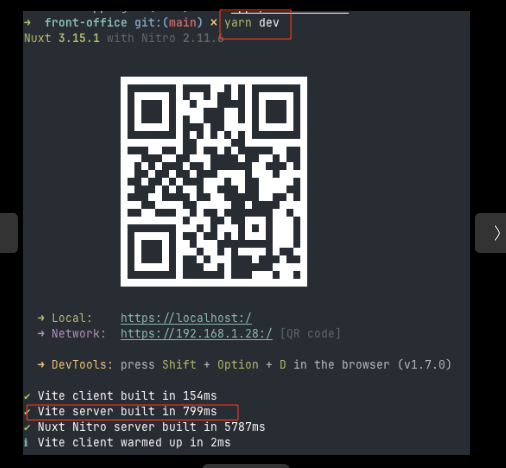 → front-office git:(main) × yarn dev
Nuxt 3.15.1 with Nitro 2.11.6
→ Local: https://localhost:/
→ Network: https://192.168.1.28:/ [QR code]
→ DevTools: press Shift + Option + D in the browser (v1.7.0)
✔ Vite client built in 154ms
✔ Vite server built in 799ms
✔ Nuxt Nitro server built in 5787ms
ℹ Vite client warmed up in 2ms